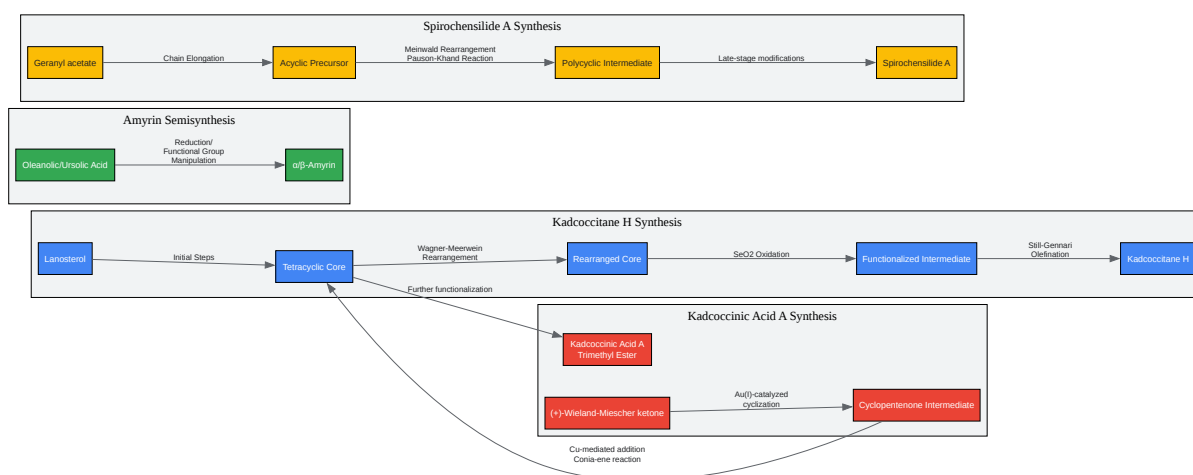 Spirochensilide A Synthesis
Geranyl acetate
Chain Elongation
Acyclic Precursor
Meinwald Rearrangement
Pauson-Khand Reaction
Polycyclic Intermediate
Late-stage modifications
Spirochensilide A
Amyrin Semisynthesis
Oleanolic/Ursolic Acid
Reduction/
Functional Group
Manipulation
α/β-Amyrin
Kadcoccitane H Synthesis
Lanosterol
Initial Steps
Tetracyclic Core
Wagner-Meerwein
Rearrangement
Rearranged Core
SeO2 Oxidation
Functionalized Intermediate
Still-Gennari
Olefination
Kadcoccitane H
Further functionalization
Kadcoccinic Acid A Synthesis
Kadcoccinic Acid A
Trimethyl Ester
(+)-Wieland-Miescher ketone
Au(I)-catalyzed
cyclization
Cyclopentenone Intermediate
Cu-mediated addition
Conia-ene reaction